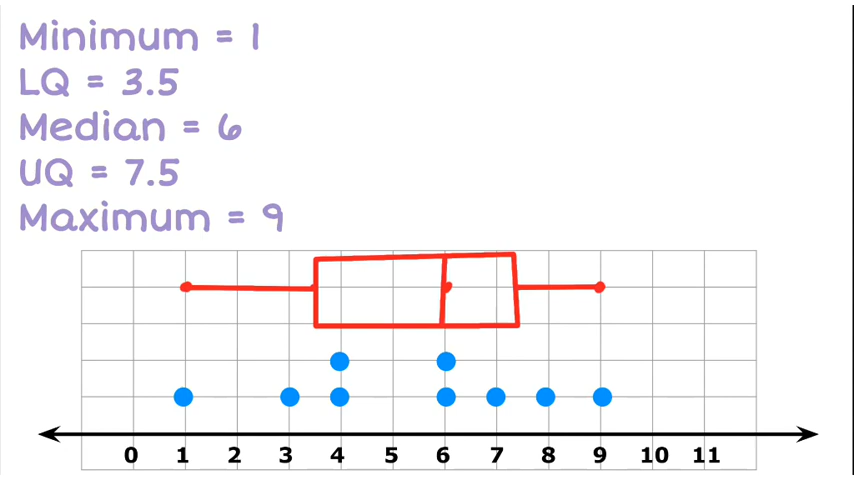 Minimum = 1
LQ = 3.5
Median = 6
UQ = 7.5
Maximum = 9
0 1 2 3 4 5 6 7 8 9 10 11